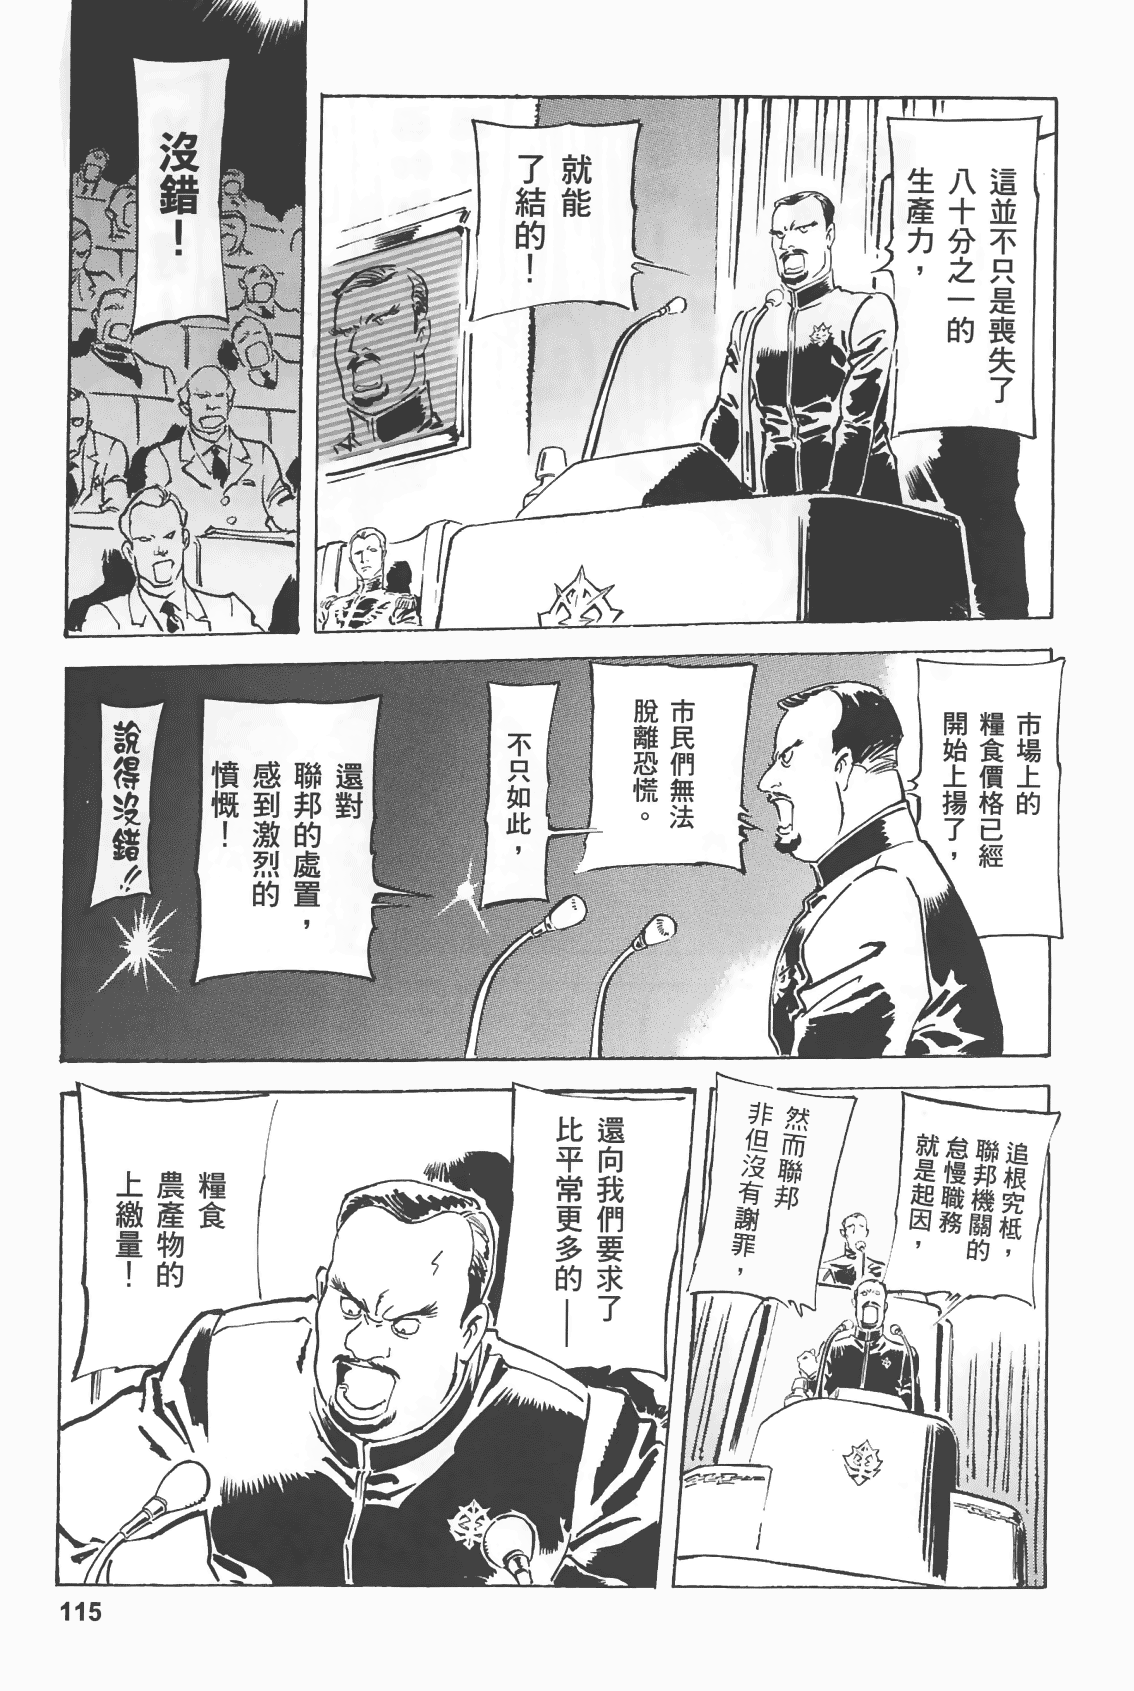 這並不只是喪失了
八十分之一的
生產力，
就能
了結的！
沒錯！
市場上的
糧食價格已經
開始上揚了，
市民們無法
脫離恐慌。
不只如此，
還對
聯邦的處置，
感到激烈的
憤慨！
說得沒錯!!
追根究柢，
聯邦機關的
怠慢職務
就是起因，
然而聯邦
非但沒有謝罪，
還向我們要求了
比平常更多的——
糧食
農產物的
上繳量！
115